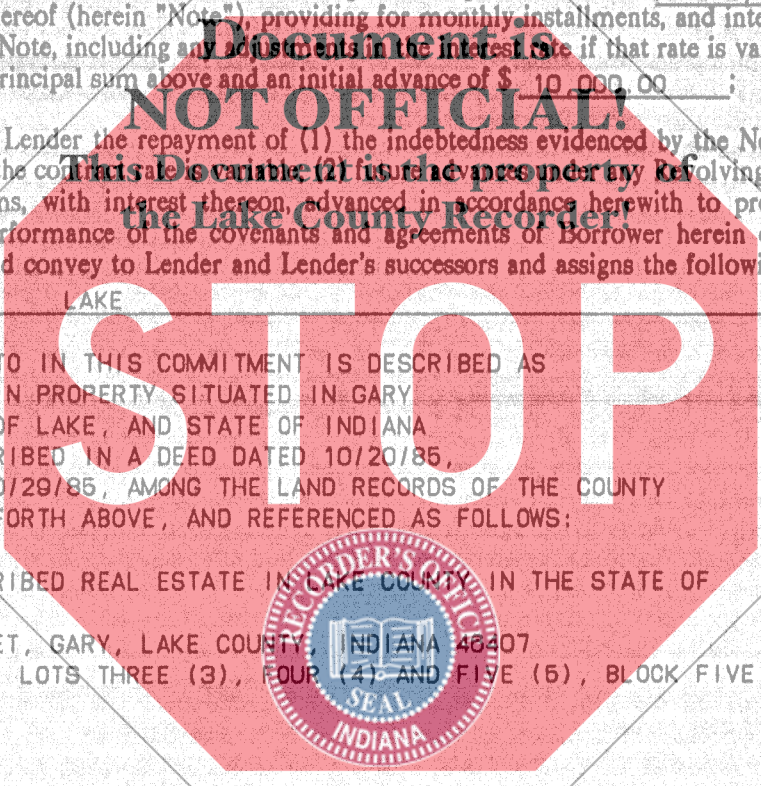 ereof (herein "Note"), providing for monthly installments, and inte
Note, including any adjustments in the interest rate if that rate is va
Document is
rincipal sum above and an initial advance of $ 10,000.00 ;
NOT OFFICIAL!
Lender the repayment of (1) the indebtedness evidenced by the No
he contract rate is variable; (2) future advances under any Revolving
This Document is the property of
ns, with interest thereon, advanced in accordance herewith to pro
the Lake County Recorder!
rformance of the covenants and agreements of Borrower herein
d convey to Lender and Lender's successors and assigns the followi
LAKE
STOP
TO IN THIS COMMITMENT IS DESCRIBED AS
N PROPERTY SITUATED IN GARY
OF LAKE, AND STATE OF INDIANA
RIBED IN A DEED DATED 10/20/85,
0/29/85, AMONG THE LAND RECORDS OF THE COUNTY
FORTH ABOVE, AND REFERENCED AS FOLLOWS:
RIBED REAL ESTATE IN LAKE COUNTY IN THE STATE OF
ET, GARY, LAKE COUNTY, INDIANA 46407
LOTS THREE (3), FOUR (4) AND FIVE (5), BLOCK FIVE
RECORDER'S OFFICE
SEAL
INDIANA